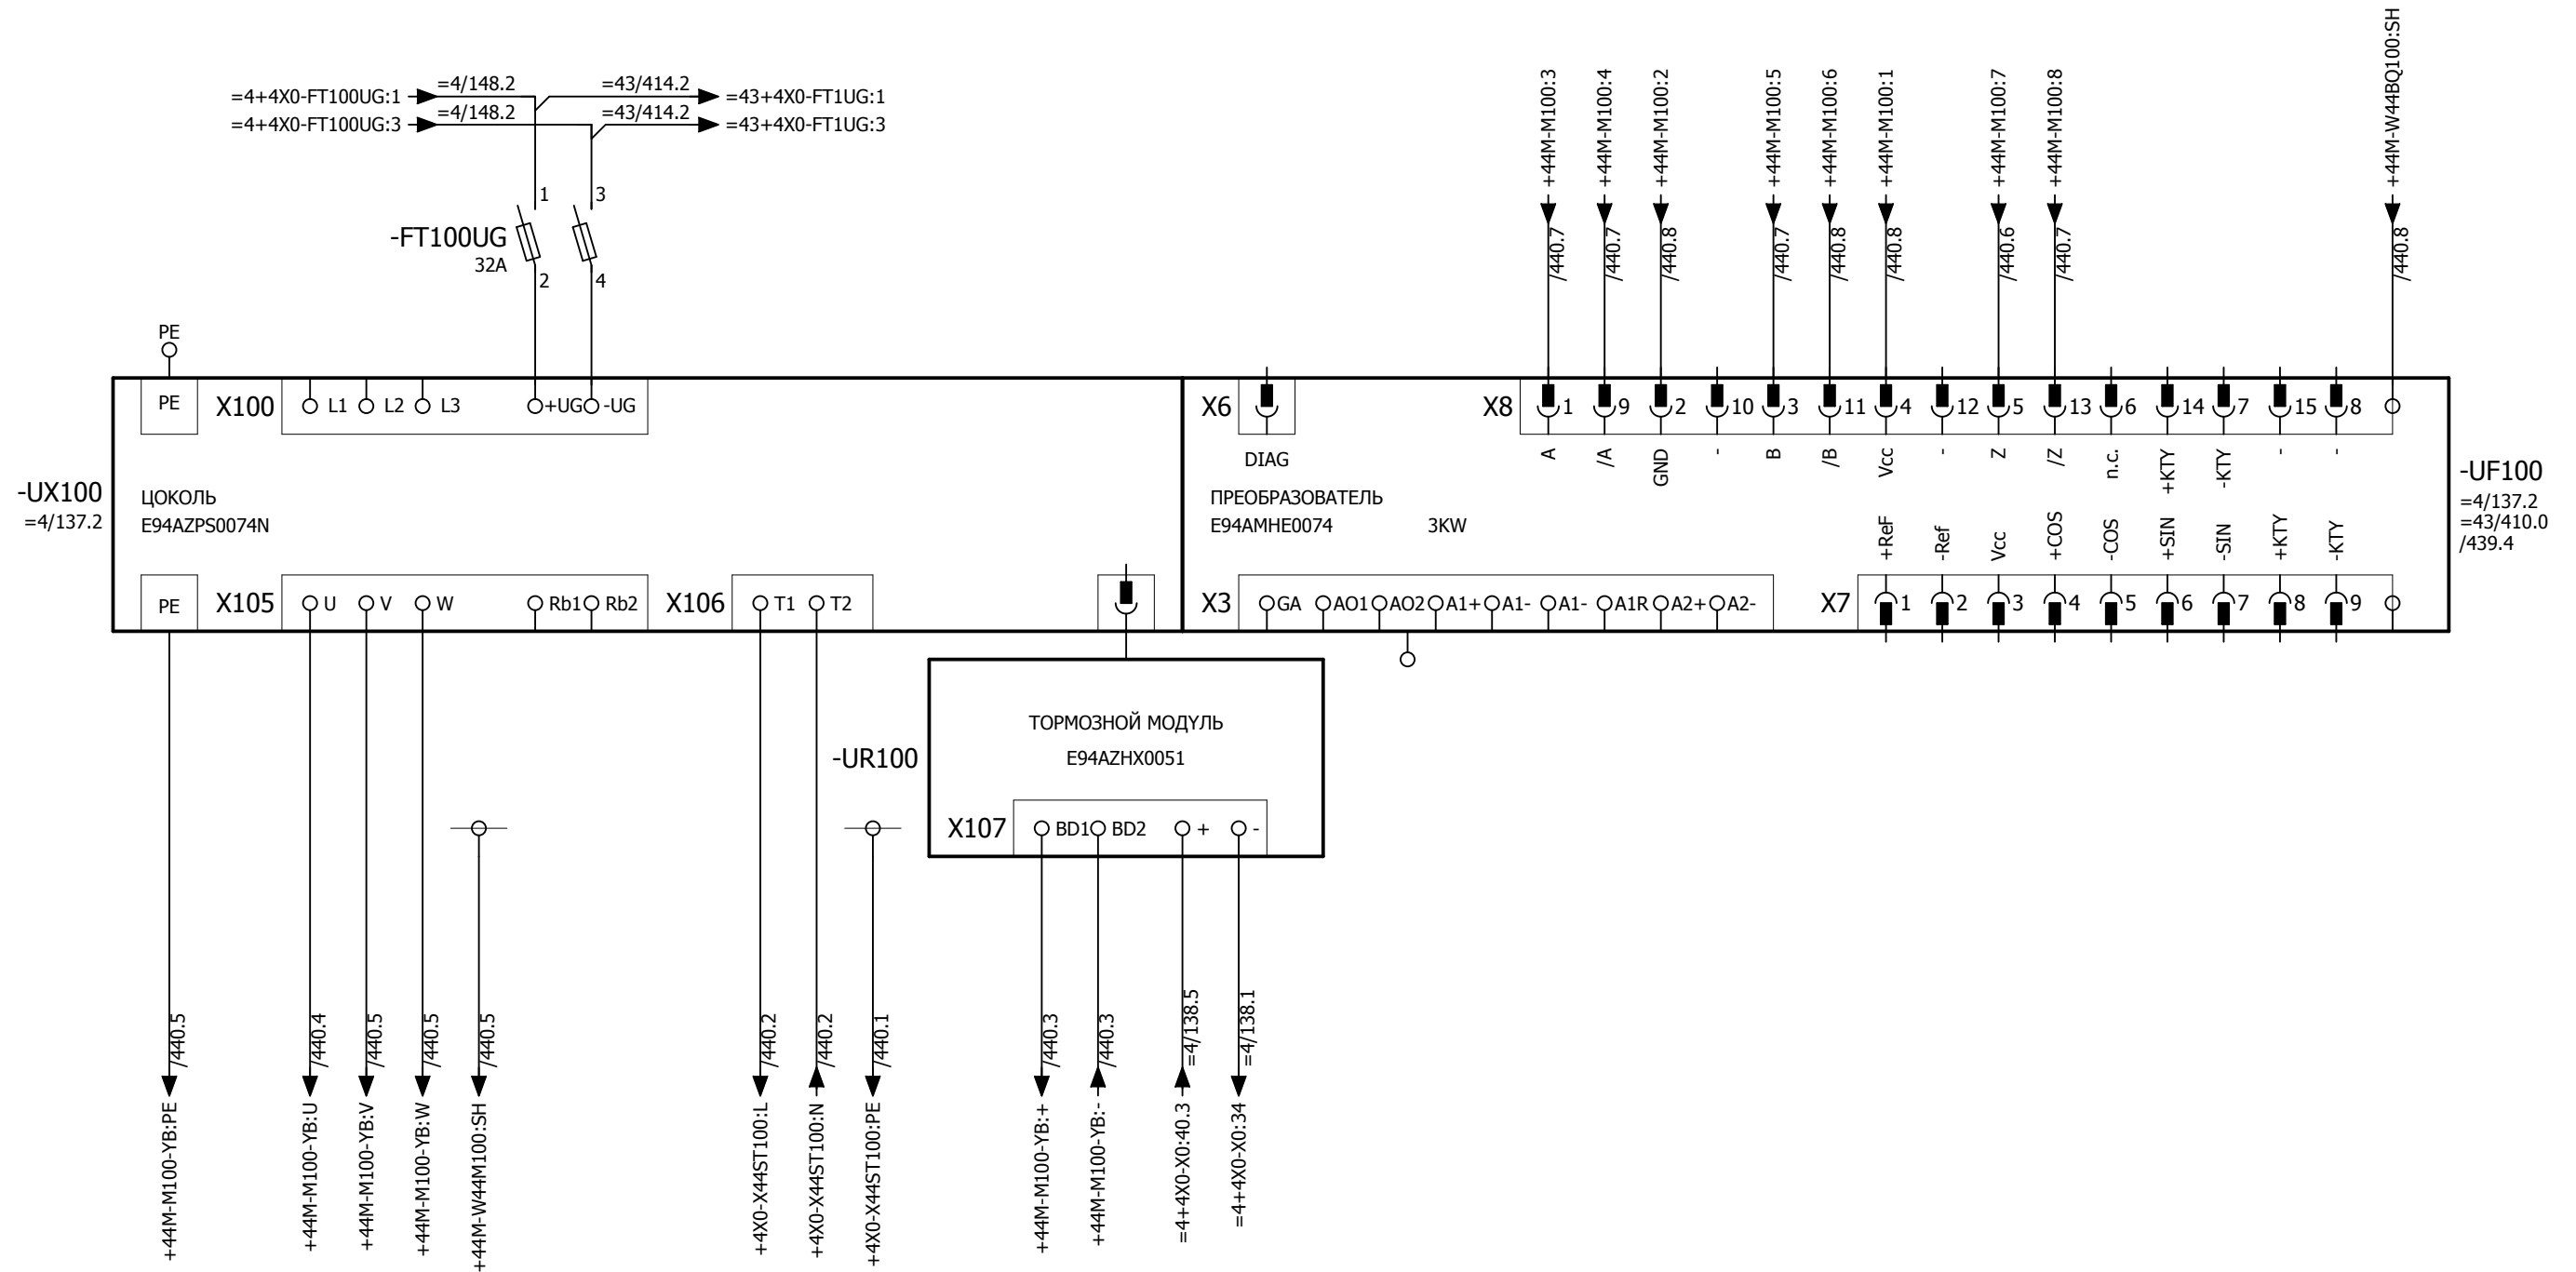 =4+4X0-FT100UG:1
=4/148.2
=43/414.2
=43+4X0-FT1UG:1
=4+4X0-FT100UG:3
=4/148.2
=43/414.2
=43+4X0-FT1UG:3
1
3
-FT100UG
32A
2
4
+44M-M100:3
+44M-M100:4
+44M-M100:2
+44M-M100:5
+44M-M100:6
+44M-M100:1
+44M-M100:7
+44M-M100:8
+44M-W44BQ100:SH
/440.7
/440.7
/440.8
/440.7
/440.8
/440.8
/440.6
/440.7
/440.8
PE
PE
X100
L1
L2
L3
+UG
-UG
X6
DIAG
X8
1
9
2
10
3
11
4
12
5
13
6
14
7
15
8
A
/A
GND
-
B
/B
Vcc
-
Z
/Z
n.c.
+KTY
-KTY
-
-
-UX100
=4/137.2
ЦОКОЛЬ
E94AZPS0074N
ПРЕОБРАЗОВАТЕЛЬ
E94AMHE0074
3KW
-UF100
=4/137.2
=43/410.0
/439.4
+ReF
-Ref
Vcc
+COS
-COS
+SIN
-SIN
+KTY
-KTY
PE
X105
U
V
W
Rb1
Rb2
X106
T1
T2
X3
GA
AO1
AO2
A1+
A1-
A1-
A1R
A2+
A2-
X7
1
2
3
4
5
6
7
8
9
ТОРМОЗНОЙ МОДУЛЬ
-UR100
E94AZHX0051
X107
BD1
BD2
+
-
/440.5
/440.4
/440.5
/440.5
/440.5
/440.2
/440.2
/440.1
/440.3
/440.3
=4/138.5
=4/138.1
+44M-M100-YB:PE
+44M-M100-YB:U
+44M-M100-YB:V
+44M-M100-YB:W
+44M-W44M100:SH
+4X0-X44ST100:L
+4X0-X44ST100:N
+4X0-X44ST100:PE
+44M-M100-YB:+
+44M-M100-YB:-
=4+4X0-X0:40.3
=4+4X0-X0:34